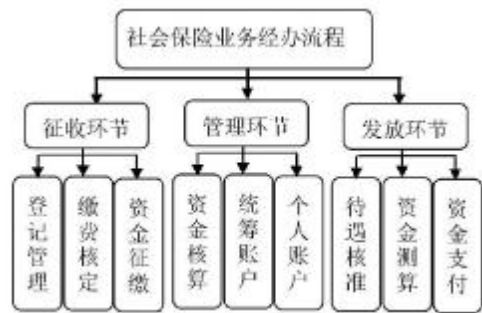 社会保险业务经办流程
征收环节
管理环节
发放环节
登记管理
缴费核定
资金征缴
资金核算
统筹账户
个人账户
待遇核准
资金测算
资金支付